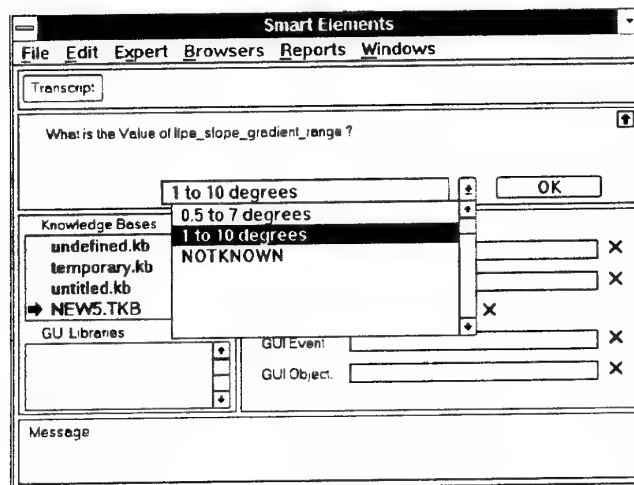 Smart Elements
File Edit Expert Browsers Reports Windows
Transcript
What is the Value of lipe_slope_gradient_range ?
1 to 10 degrees
OK
0.5 to 7 degrees
1 to 10 degrees
NOTKNOWN
Knowledge Bases
undefined.kb
temporary.kb
untitled.kb
NEW5.TKB
GU Libraries
GUI Event
GUI Object.
Message